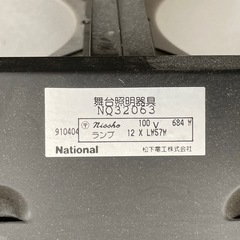 舞台照明器具
NQ32063
〒 Nissho 100 V 684 W
910404 ランプ 12 X LW57W
National 松下電工株式会社